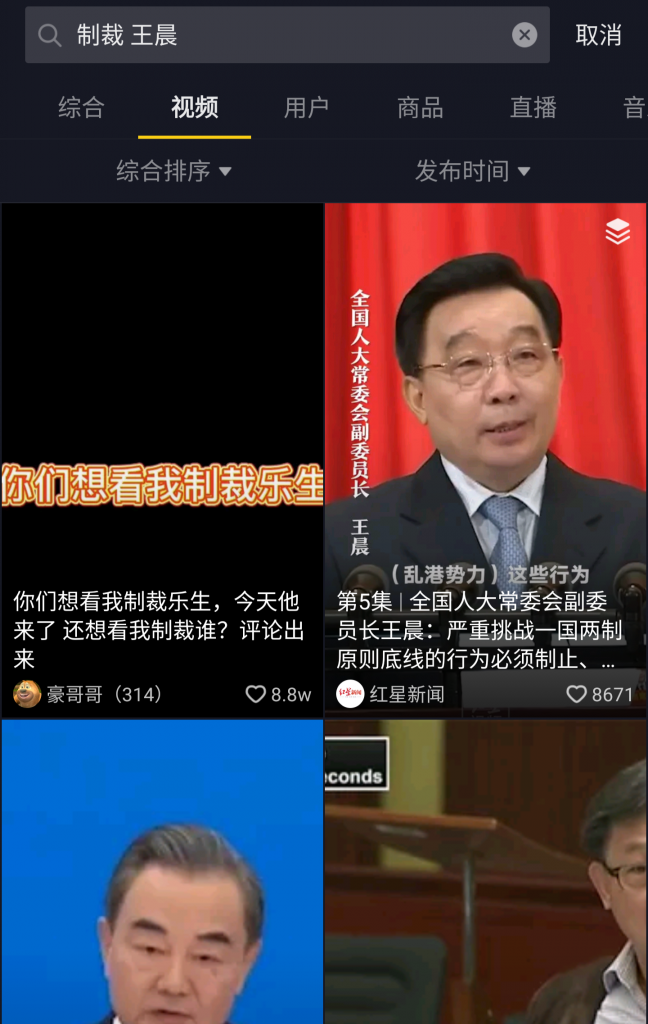 制裁 王晨
取消
综合
视频
用户
商品
直播
音
综合排序
发布时间
你们想看我制裁乐生
全国人大常委会副委员长 王晨
（乱港势力）这些行为
你们想看我制裁乐生，今天他
来了 还想看我制裁谁？评论出
来
豪哥哥（314）
8.8w
第5集 | 全国人大常委会副委
员长王晨：严重挑战一国两制
原则底线的行为必须制止、...
红星新闻
8671
econds